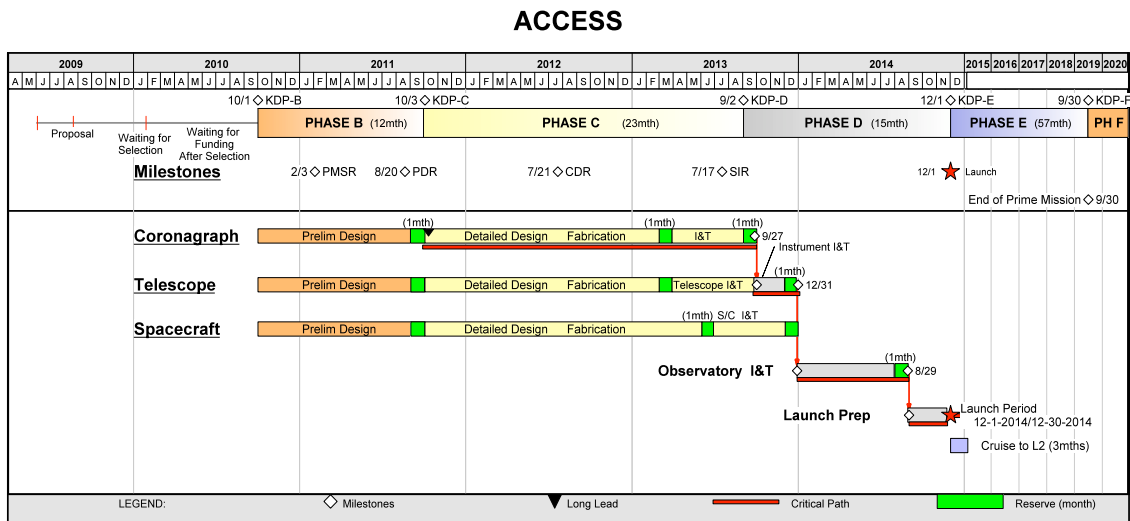 ACCESS
2009 2010 2011 2012 2013 2014 2015 2016 2017 2018 2019 2020
A M J J A S O N D J F M A M J J A S O N D J F M A M J J A S O N D J F M A M J J A S O N D J F M A M J J A S O N D J F M A M J J A S O N D
10/1 KDP-B 10/3 KDP-C 9/2 KDP-D 12/1 KDP-E 9/30 KDP-F
PHASE B (12mth) PHASE C (23mth) PHASE D (15mth) PHASE E (57mth) PH F
Proposal
Waiting for
Selection
Waiting for
Funding
After Selection
Milestones 2/3 PMSR 8/20 PDR 7/21 CDR 7/17 SIR 12/1 Launch
End of Prime Mission 9/30
(1mth) (1mth) (1mth)
Coronagraph Prelim Design Detailed Design Fabrication I&T 9/27
Instrument I&T
(1mth)
Telescope Prelim Design Detailed Design Fabrication Telescope I&T 12/31
(1mth) S/C I&T
Spacecraft Prelim Design Detailed Design Fabrication
(1mth)
Observatory I&T 8/29
Launch Prep Launch Period
12-1-2014/12-30-2014
Cruise to L2 (3mths)
LEGEND: Milestones Long Lead Critical Path Reserve (month)